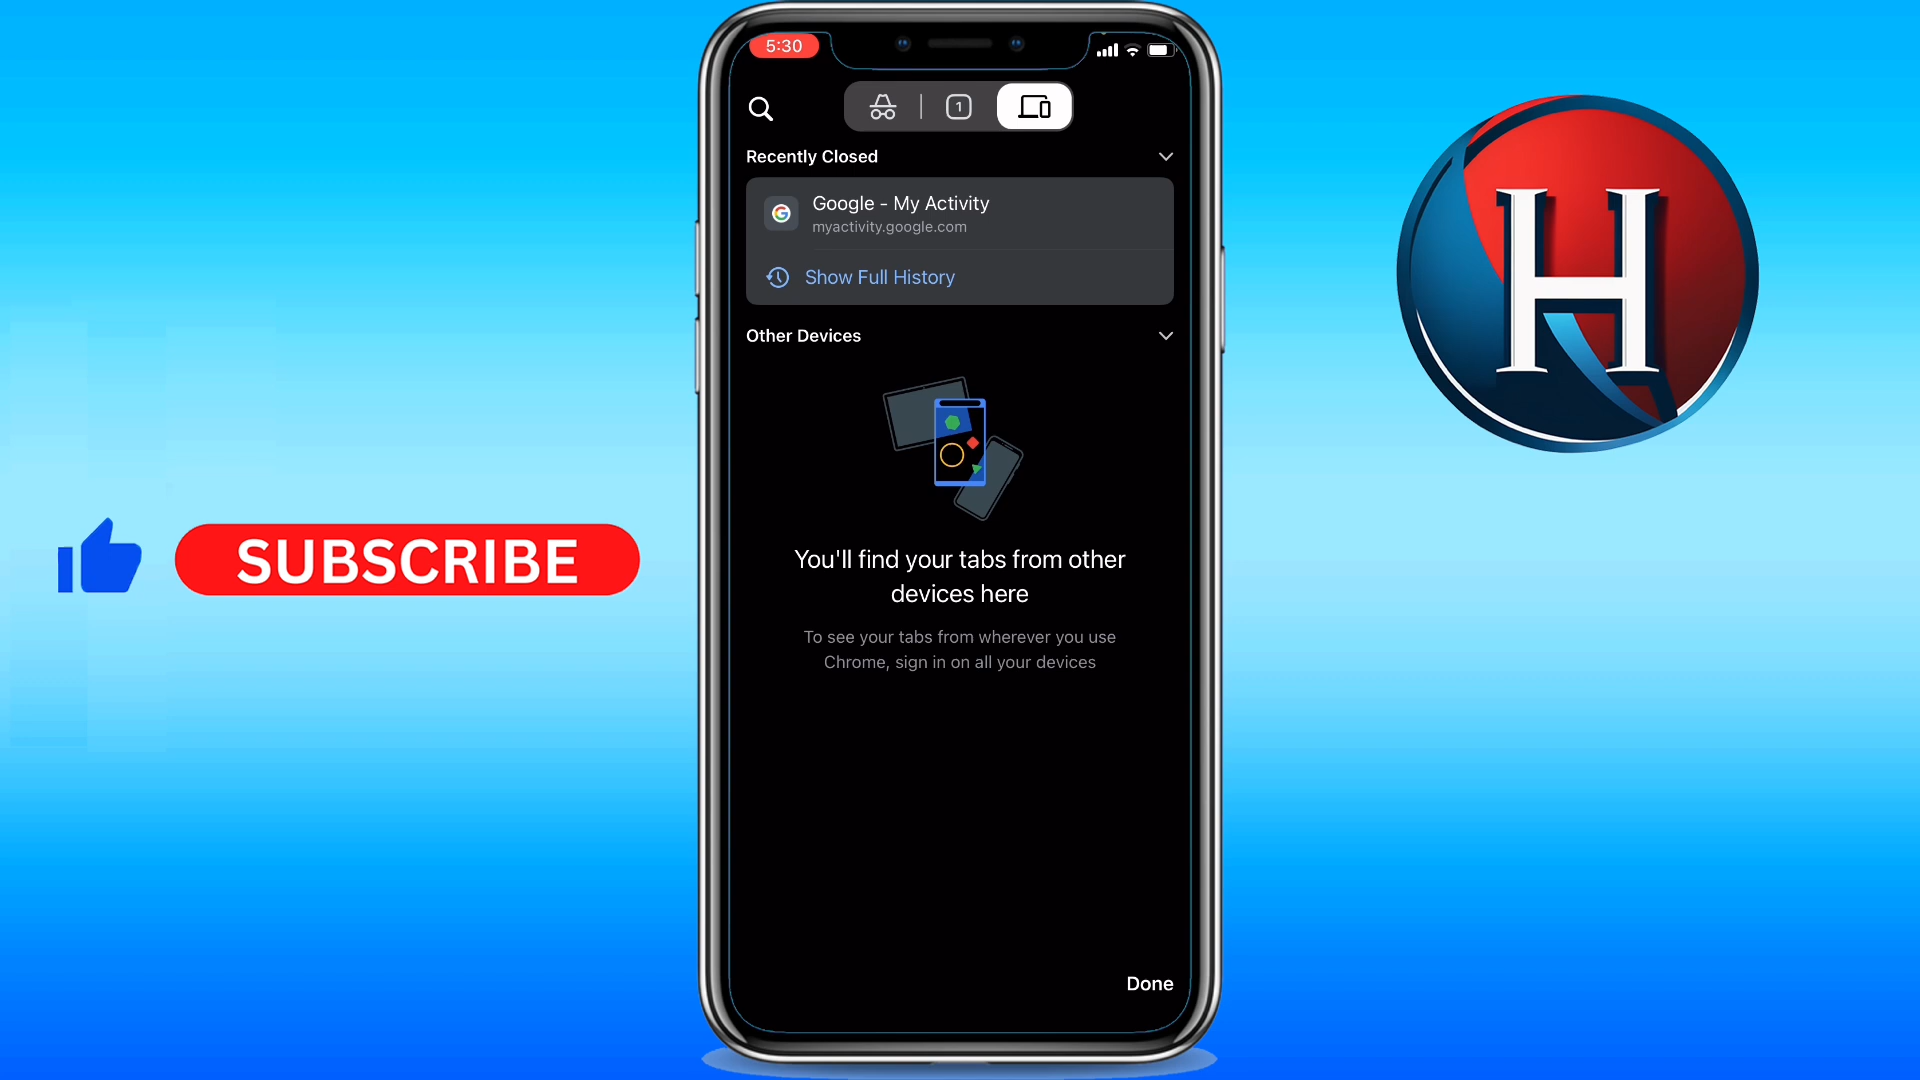 5:30
1
Recently Closed
Google - My Activity
myactivity.google.com
Show Full History
Other Devices
You'll find your tabs from other
devices here
To see your tabs from wherever you use
Chrome, sign in on all your devices
Done
SUBSCRIBE
H